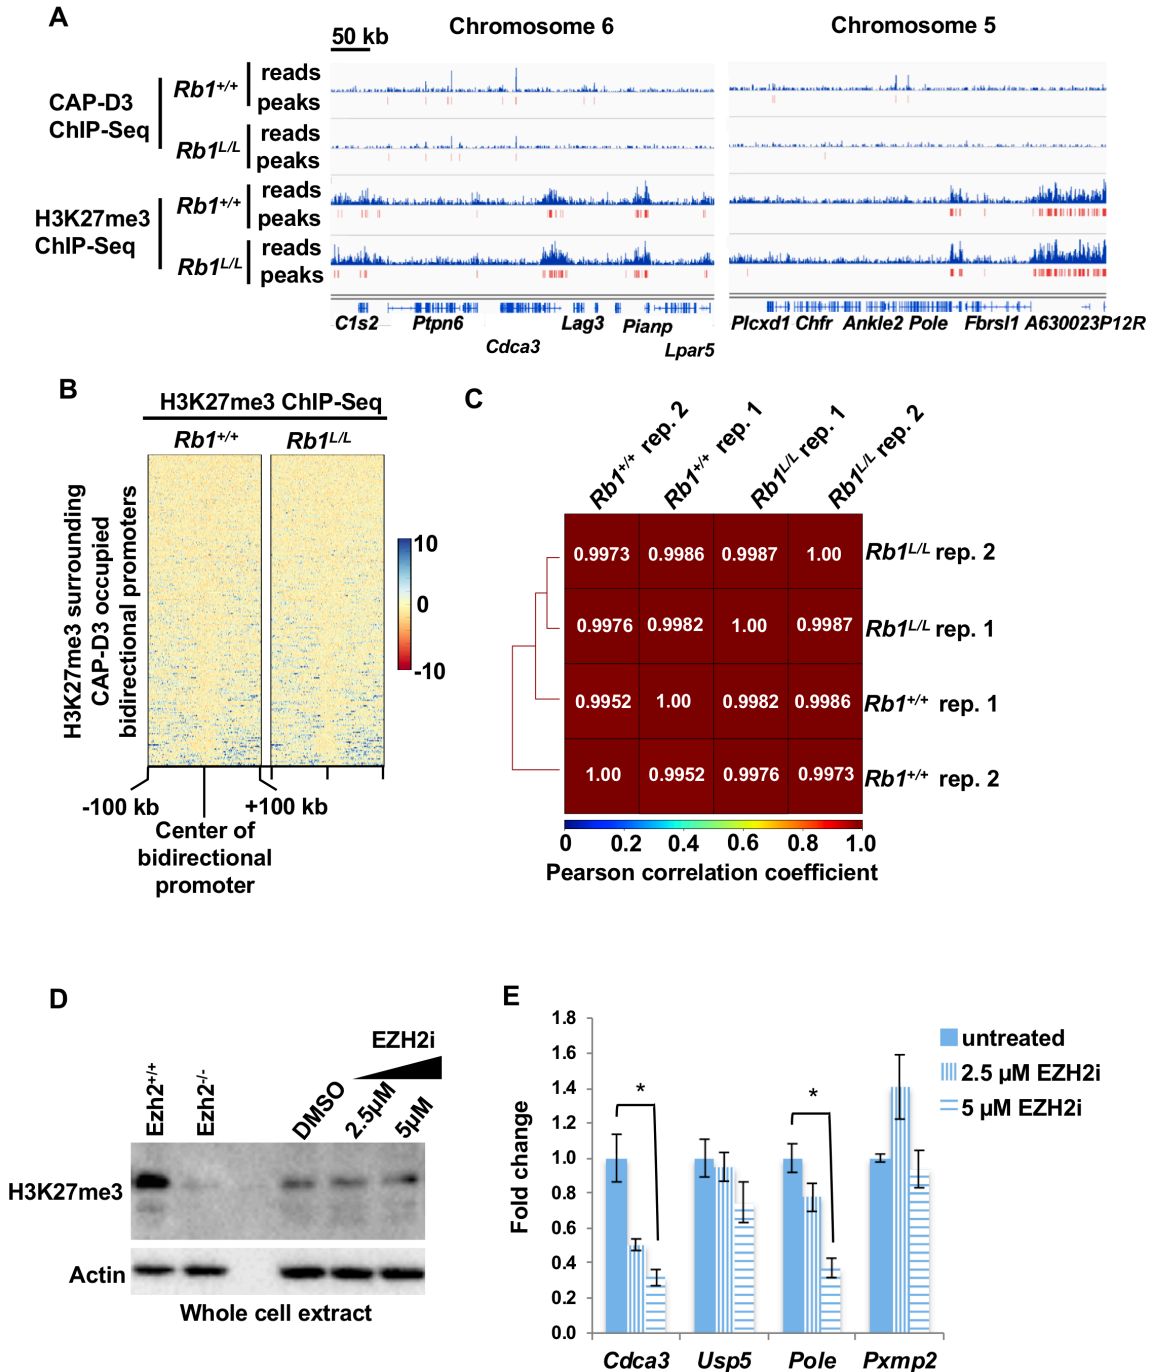 A
50 kb
Chromosome 6
Chromosome 5
CAP-D3
ChIP-Seq
Rb1+/+
reads
peaks
Rb1L/L
reads
peaks
H3K27me3
ChIP-Seq
Rb1+/+
reads
peaks
Rb1L/L
reads
peaks
C1s2
Ptpn6
Cdca3
Lag3
Pianp
Lpar5
Plcxd1
Chfr
Ankle2
Pole
Fbrsl1
A630023P12R
B
H3K27me3 ChIP-Seq
Rb1+/+
Rb1L/L
H3K27me3 surrounding
CAP-D3 occupied
bidirectional promoters
10
0
-10
-100 kb
+100 kb
Center of
bidirectional
promoter
C
Rb1+/+ rep. 2
Rb1+/+ rep. 1
Rb1L/L rep. 1
Rb1L/L rep. 2
0.9973 0.9986 0.9987 1.00 Rb1L/L rep. 2
0.9976 0.9982 1.00 0.9987 Rb1L/L rep. 1
0.9952 1.00 0.9982 0.9986 Rb1+/+ rep. 1
1.00 0.9952 0.9976 0.9973 Rb1+/+ rep. 2
0 0.2 0.4 0.6 0.8 1.0
Pearson correlation coefficient
D
EZH2i
Ezh2+/+
Ezh2-/-
DMSO
2.5µM
5µM
H3K27me3
Actin
Whole cell extract
E
Fold change
1.8
1.6
1.4
1.2
1.0
0.8
0.6
0.4
0.2
0.0
*
*
untreated
2.5 µM EZH2i
5 µM EZH2i
Cdca3
Usp5
Pole
Pxmp2